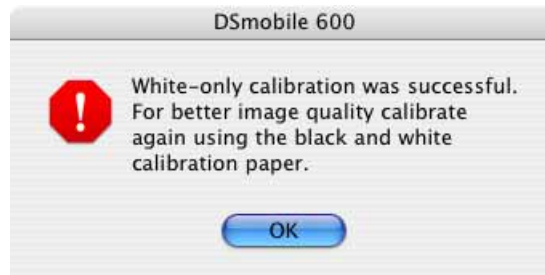 DSmobile 600
White-only calibration was successful.
For better image quality calibrate
again using the black and white
calibration paper.
OK